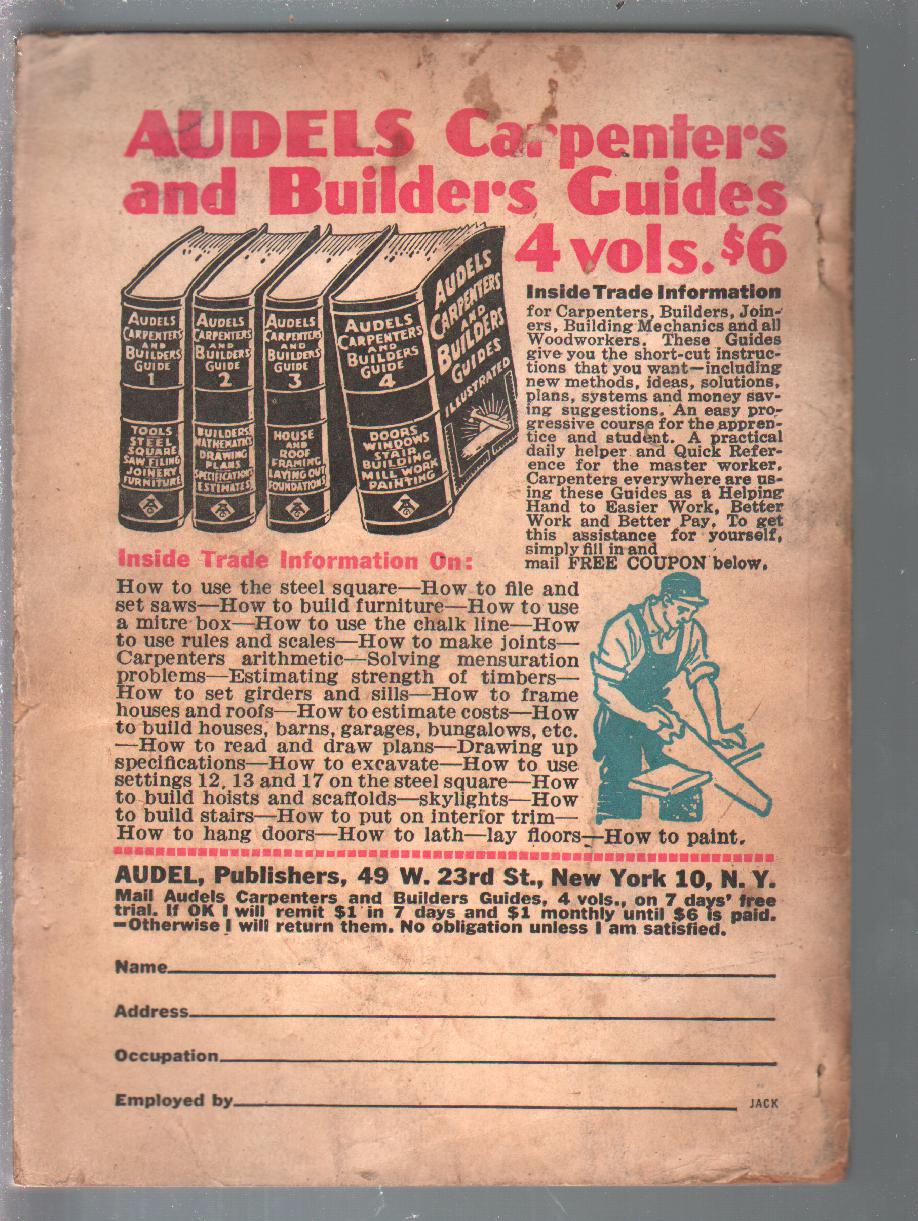 AUDELS Carpenters
and Builders Guides
4 vols. $6
AUDELS
CARPENTERS
AND
BUILDERS
GUIDE
1
TOOLS
STEEL
SQUARE
SAW FILING
JOINERY
FURNITURE
AUDELS
CARPENTERS
AND
BUILDERS
GUIDE
2
BUILDERS
MATHEMATICS
DRAWING
PLANS
SPECIFICATIONS
ESTIMATES
AUDELS
CARPENTERS
AND
BUILDERS
GUIDE
3
HOUSE
AND
ROOF
FRAMING
LAYING OUT
FOUNDATIONS
AUDELS
CARPENTERS
AND
BUILDERS
GUIDE
4
DOORS
WINDOWS
STAIR
BUILDING
MILL WORK
PAINTING
AUDELS
CARPENTERS
AND
BUILDERS
GUIDES
ILLUSTRATED
Inside Trade Information
for Carpenters, Builders, Join-
ers, Building Mechanics and all
Woodworkers. These Guides
give you the short-cut instruc-
tions that you want—including
new methods, ideas, solutions,
plans, systems and money sav-
ing suggestions. An easy pro-
gressive course for the appren-
tice and student. A practical
daily helper and Quick Refer-
ence for the master worker.
Carpenters everywhere are us-
ing these Guides as a Helping
Hand to Easier Work, Better
Work and Better Pay. To get
this assistance for yourself,
simply fill in and
mail FREE COUPON below.
Inside Trade Information On:
How to use the steel square—How to file and
set saws—How to build furniture—How to use
a mitre box—How to use the chalk line—How
to use rules and scales—How to make joints—
Carpenters arithmetic—Solving mensuration
problems—Estimating strength of timbers—
How to set girders and sills—How to frame
houses and roofs—How to estimate costs—How
to build houses, barns, garages, bungalows, etc.
—How to read and draw plans—Drawing up
specifications—How to excavate—How to use
settings 12, 13 and 17 on the steel square—How
to build hoists and scaffolds—skylights—How
to build stairs—How to put on interior trim—
How to hang doors—How to lath—lay floors—How to paint.
AUDEL, Publishers, 49 W. 23rd St., New York 10, N. Y.
Mail Audels Carpenters and Builders Guides, 4 vols., on 7 days' free
trial. If OK I will remit $1 in 7 days and $1 monthly until $6 is paid.
—Otherwise I will return them. No obligation unless I am satisfied.
Name
Address
Occupation
Employed by
JACK